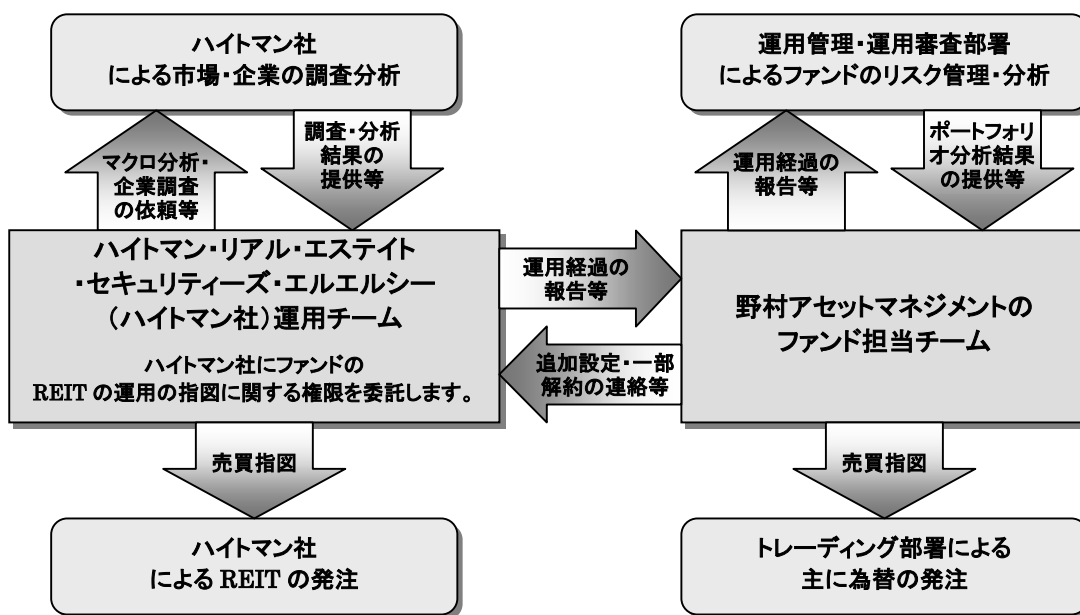 ハイトマン社
による市場・企業の調査分析
運用管理・運用審査部署
によるファンドのリスク管理・分析
マクロ分析・
企業調査
の依頼等
調査・分析
結果の
提供等
運用経過の
報告等
ポートフォリ
オ分析結果
の提供等
ハイトマン・リアル・エステイト
・セキュリティーズ・エルエルシー
(ハイトマン社)運用チーム
ハイトマン社にファンドの
REIT の運用の指図に関する権限を委託します。
運用経過の
報告等
追加設定・一部
解約の連絡等
野村アセットマネジメントの
ファンド担当チーム
売買指図
売買指図
ハイトマン社
による REIT の発注
トレーディング部署による
主に為替の発注